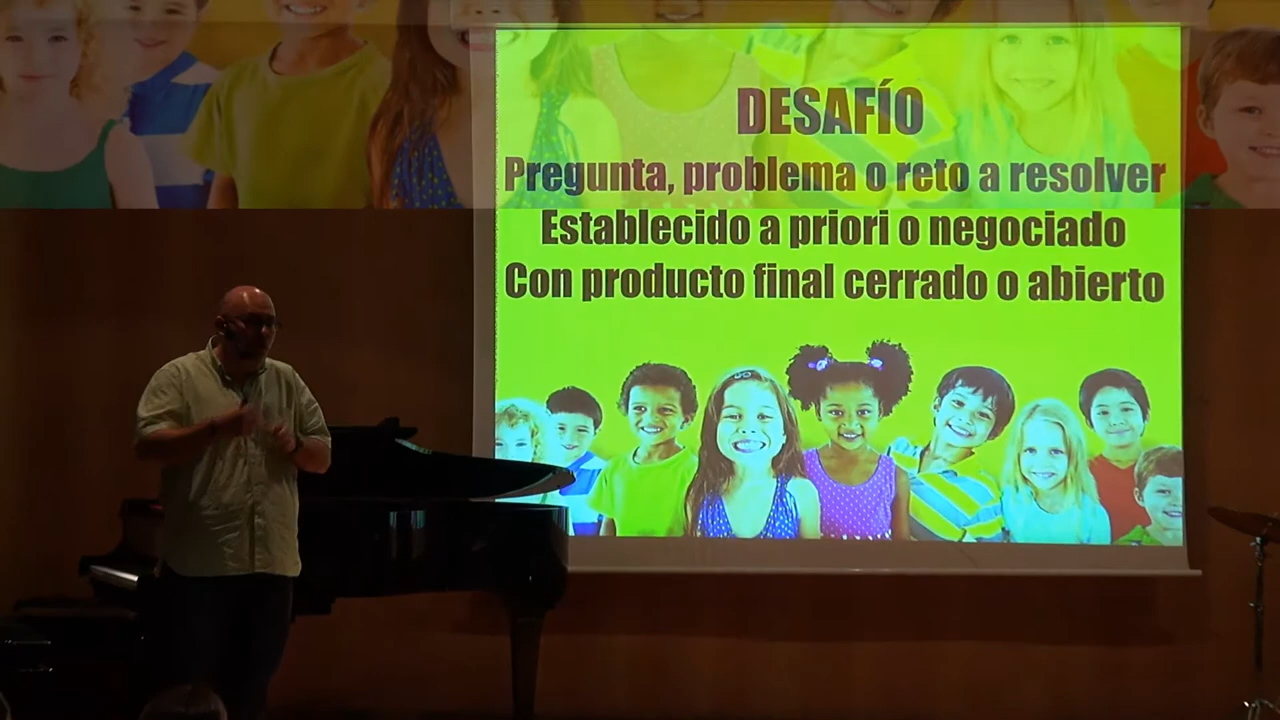 DESAFÍO
Pregunta, problema o reto a resolver
Establecido a priori o negociado
Con producto final cerrado o abierto